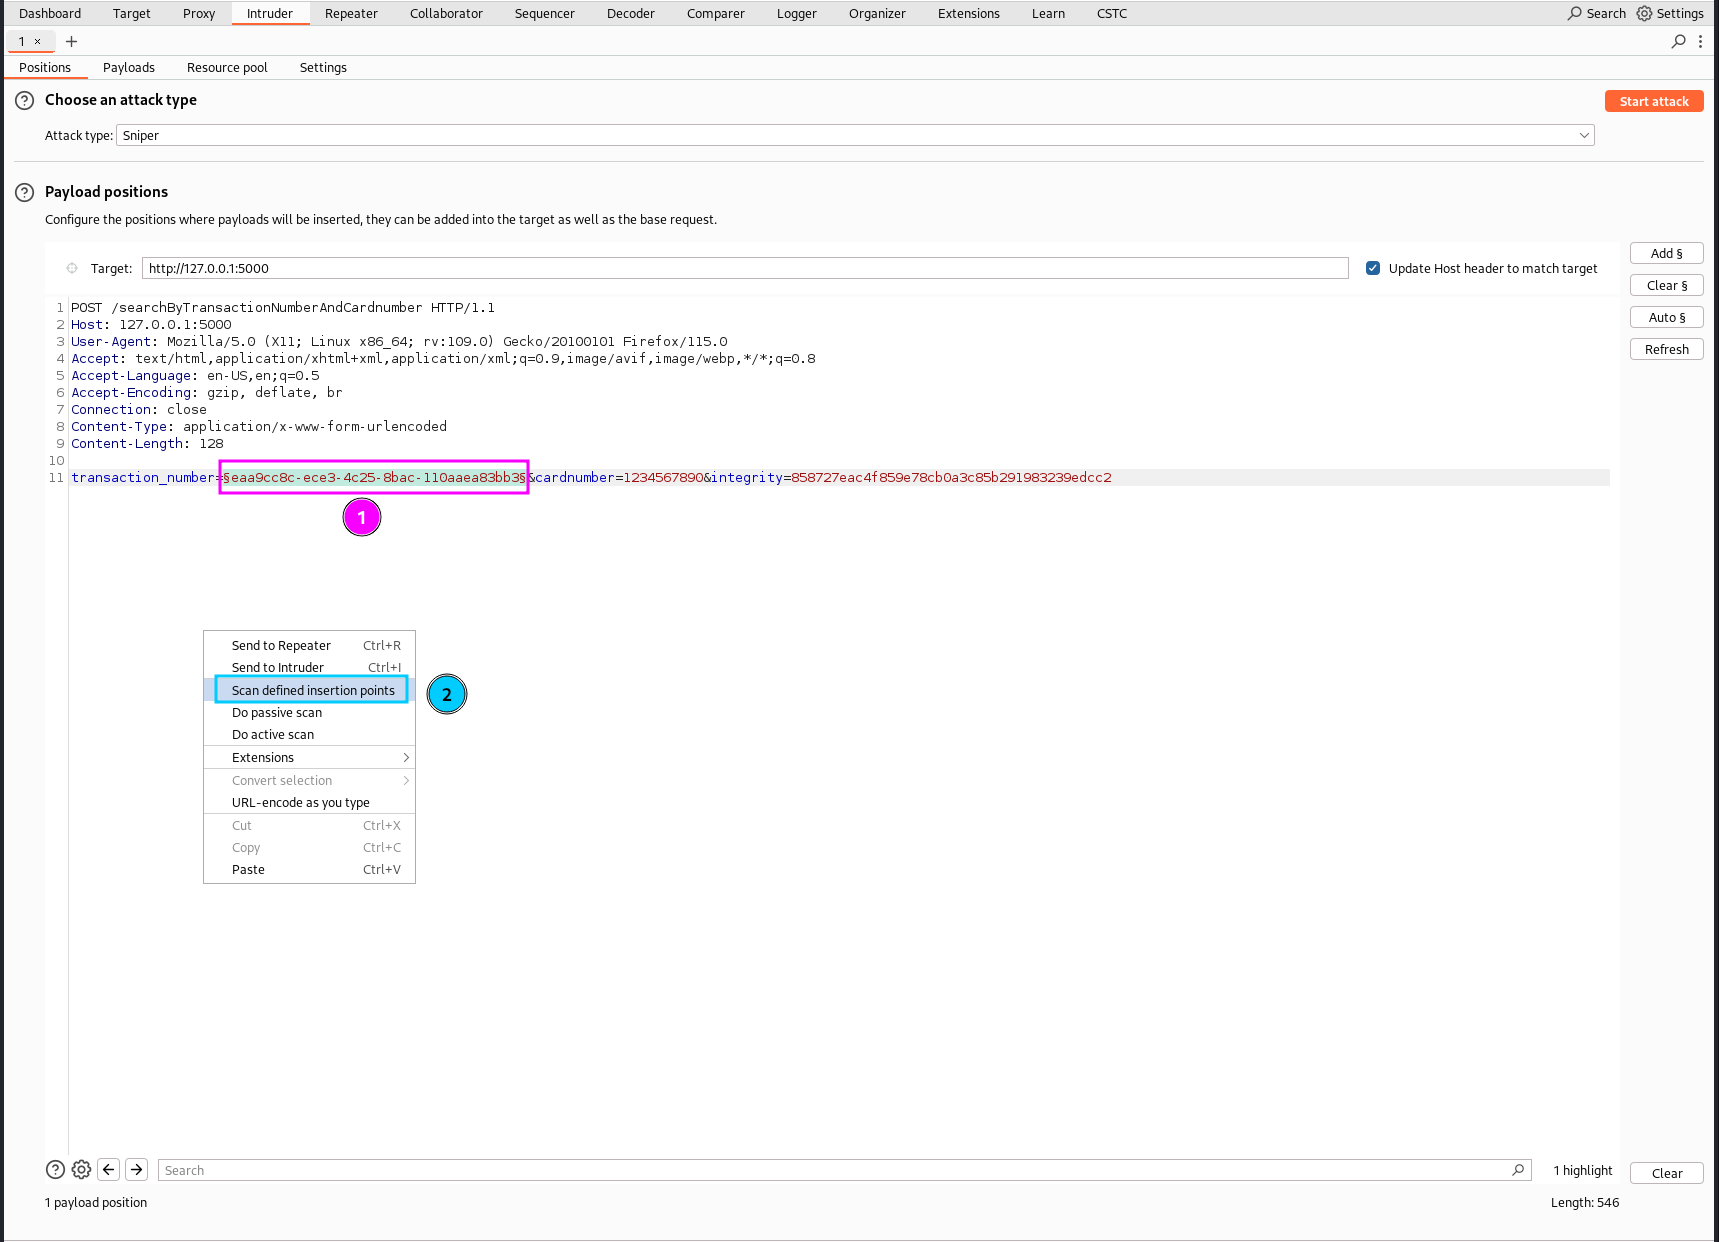 Dashboard Target Proxy Intruder Repeater Collaborator Sequencer Decoder Comparer Logger Organizer Extensions Learn CSTC Search Settings
1 × +
Positions Payloads Resource pool Settings
? Choose an attack type Start attack
Attack type: Sniper
? Payload positions
Configure the positions where payloads will be inserted, they can be added into the target as well as the base request.
Add §
Target: http://127.0.0.1:5000 Update Host header to match target
Clear §
Auto §
Refresh
1 POST /searchByTransactionNumberAndCardnumber HTTP/1.1
2 Host: 127.0.0.1:5000
3 User-Agent: Mozilla/5.0 (X11; Linux x86_64; rv:109.0) Gecko/20100101 Firefox/115.0
4 Accept: text/html,application/xhtml+xml,application/xml;q=0.9,image/avif,image/webp,*/*;q=0.8
5 Accept-Language: en-US,en;q=0.5
6 Accept-Encoding: gzip, deflate, br
7 Connection: close
8 Content-Type: application/x-www-form-urlencoded
9 Content-Length: 128
10
11 transaction_number=§eaa9cc8c-ece3-4c25-8bac-110aaea83bb3§&cardnumber=1234567890&integrity=858727eac4f859e78cb0a3c85b291983239edcc2
1
Send to Repeater Ctrl+R
Send to Intruder Ctrl+I
Scan defined insertion points
2
Do passive scan
Do active scan
Extensions
Convert selection
URL-encode as you type
Cut Ctrl+X
Copy Ctrl+C
Paste Ctrl+V
? Search 1 highlight Clear
1 payload position Length: 546